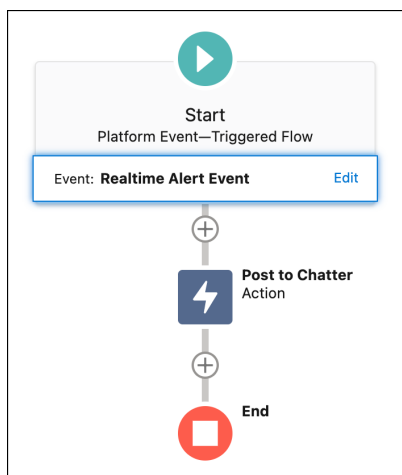 Start
Platform Event—Triggered Flow
Event: Realtime Alert Event Edit
Post to Chatter
Action
End